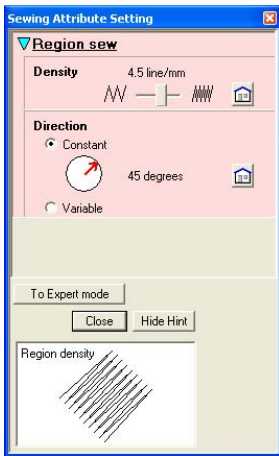 Sewing Attribute Setting
Region sew
Density 4.5 line/mm
Direction
Constant
45 degrees
Variable
To Expert mode
Close Hide Hint
Region density